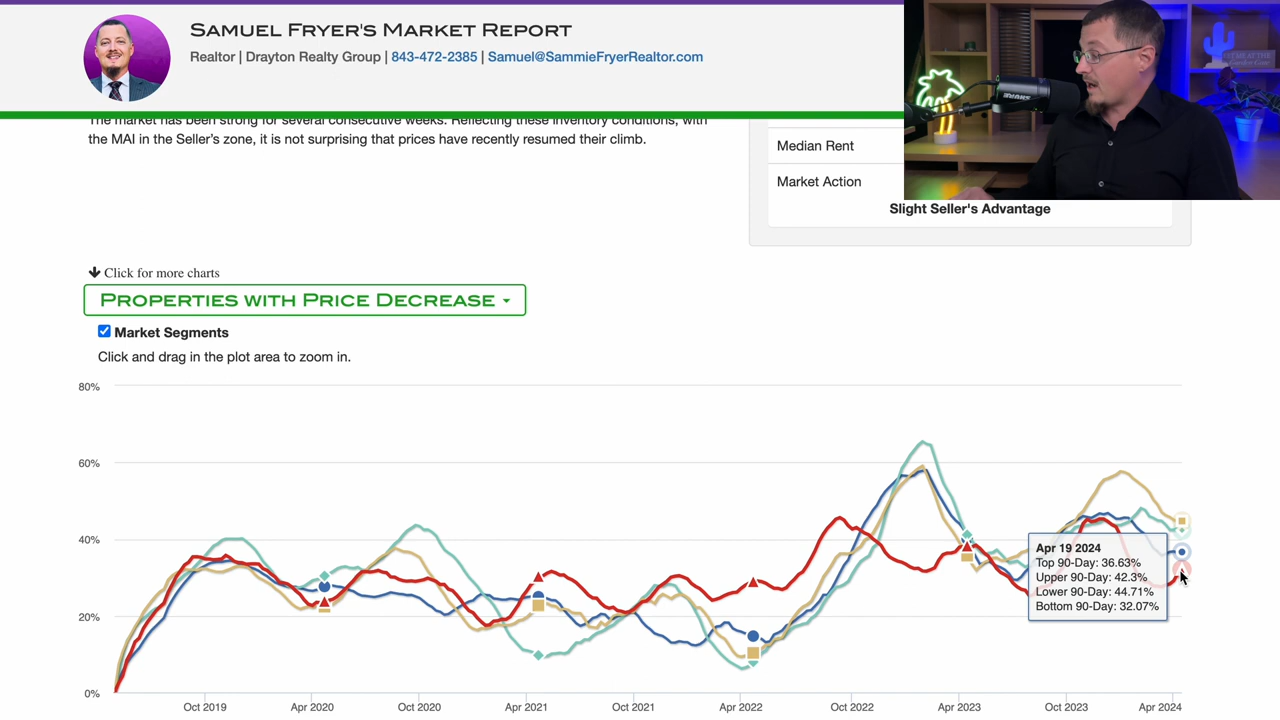 SAMUEL FRYER'S MARKET REPORT
Realtor | Drayton Realty Group | 843-472-2385 | Samuel@SammieFryerRealtor.com
The market has been strong for several consecutive weeks. Reflecting these inventory conditions, with
the MAI in the Seller's zone, it is not surprising that prices have recently resumed their climb.
Median Rent
Market Action
Slight Seller's Advantage
Click for more charts
PROPERTIES WITH PRICE DECREASE
Market Segments
Click and drag in the plot area to zoom in.
80%
60%
40%
20%
0%
Apr 19 2024
Top 90-Day: 36.63%
Upper 90-Day: 42.3%
Lower 90-Day: 44.71%
Bottom 90-Day: 32.07%
Oct 2019
Apr 2020
Oct 2020
Apr 2021
Oct 2021
Apr 2022
Oct 2022
Apr 2023
Oct 2023
Apr 2024